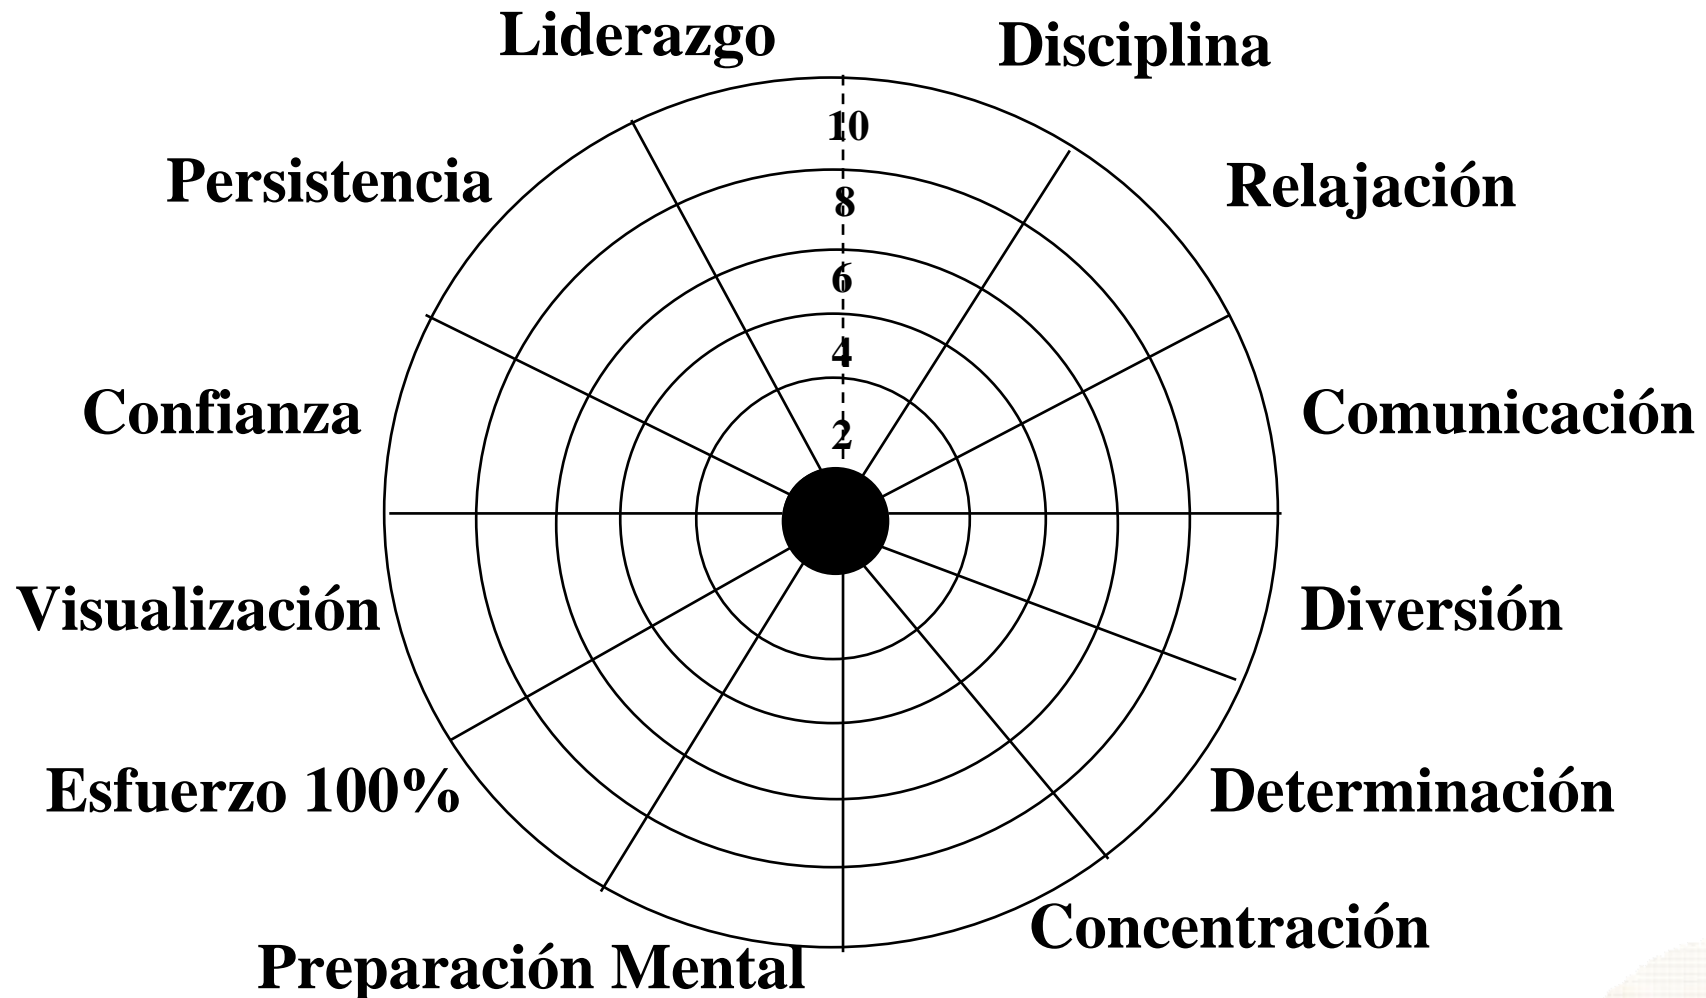 Liderazgo
Disciplina
10
Persistencia
Relajación
8
6
4
Confianza
Comunicación
2
Visualización
Diversión
Esfuerzo 100%
Determinación
Concentración
Preparación Mental